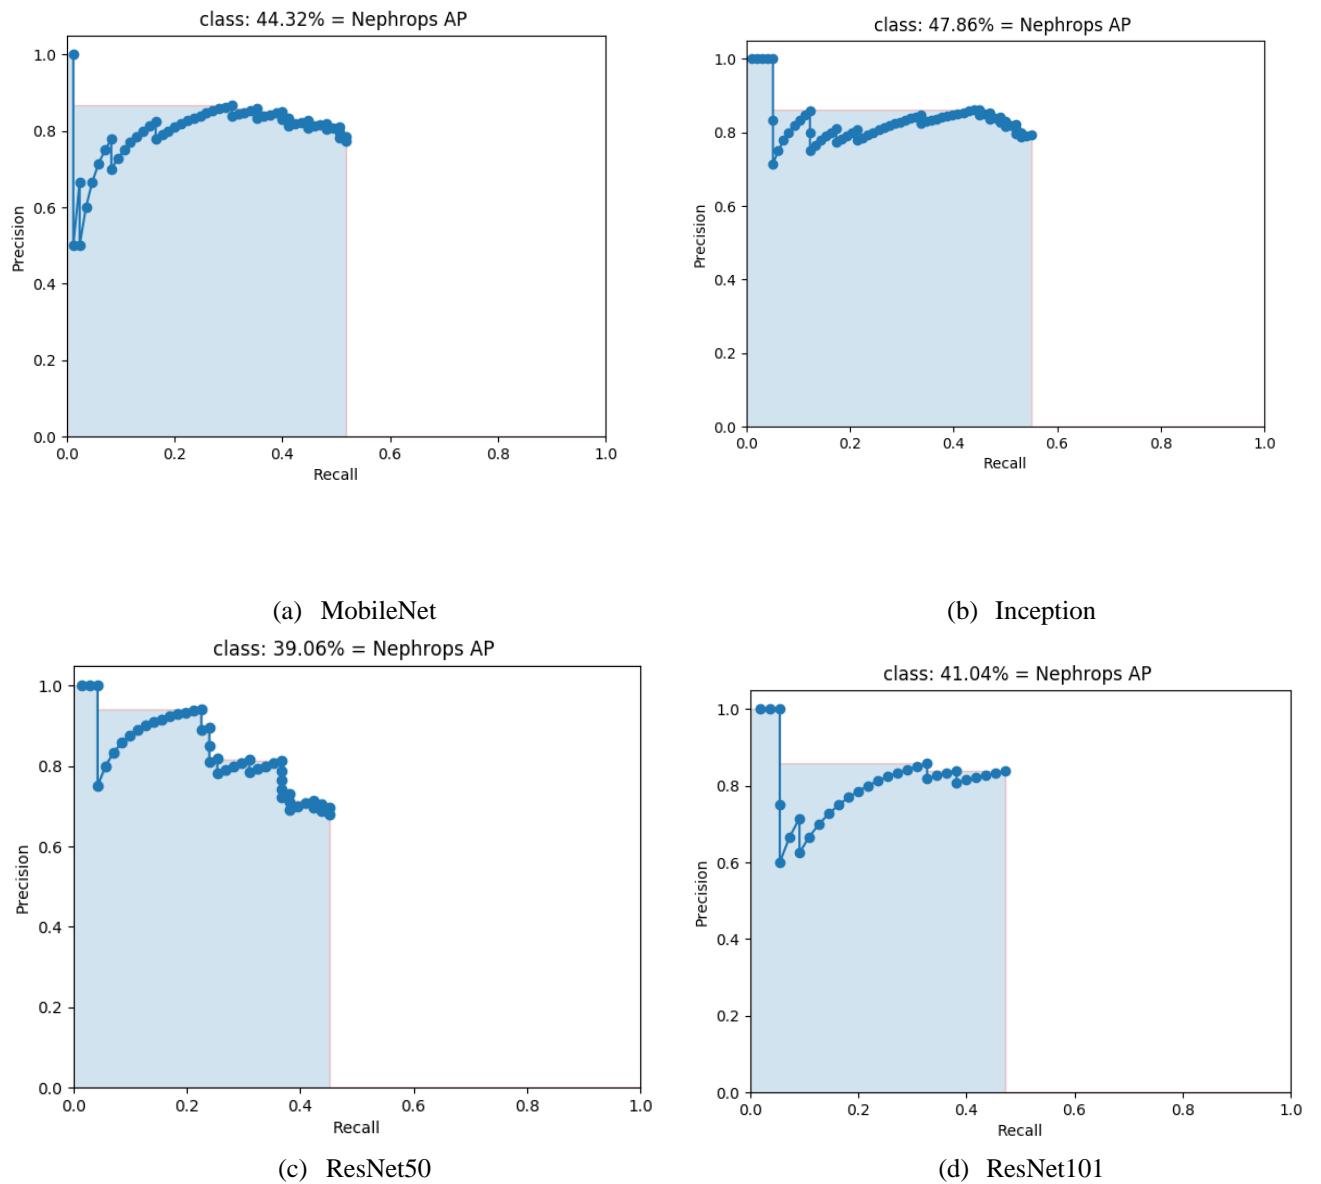 class: 44.32% = Nephrops AP
1.0
0.8
0.6
0.4
0.2
0.0
Precision
0.0 0.2 0.4 0.6 0.8 1.0
Recall
(a) MobileNet
class: 47.86% = Nephrops AP
1.0
0.8
0.6
0.4
0.2
0.0
Precision
0.0 0.2 0.4 0.6 0.8 1.0
Recall
(b) Inception
class: 39.06% = Nephrops AP
1.0
0.8
0.6
0.4
0.2
0.0
Precision
0.0 0.2 0.4 0.6 0.8 1.0
Recall
(c) ResNet50
class: 41.04% = Nephrops AP
1.0
0.8
0.6
0.4
0.2
0.0
Precision
0.0 0.2 0.4 0.6 0.8 1.0
Recall
(d) ResNet101